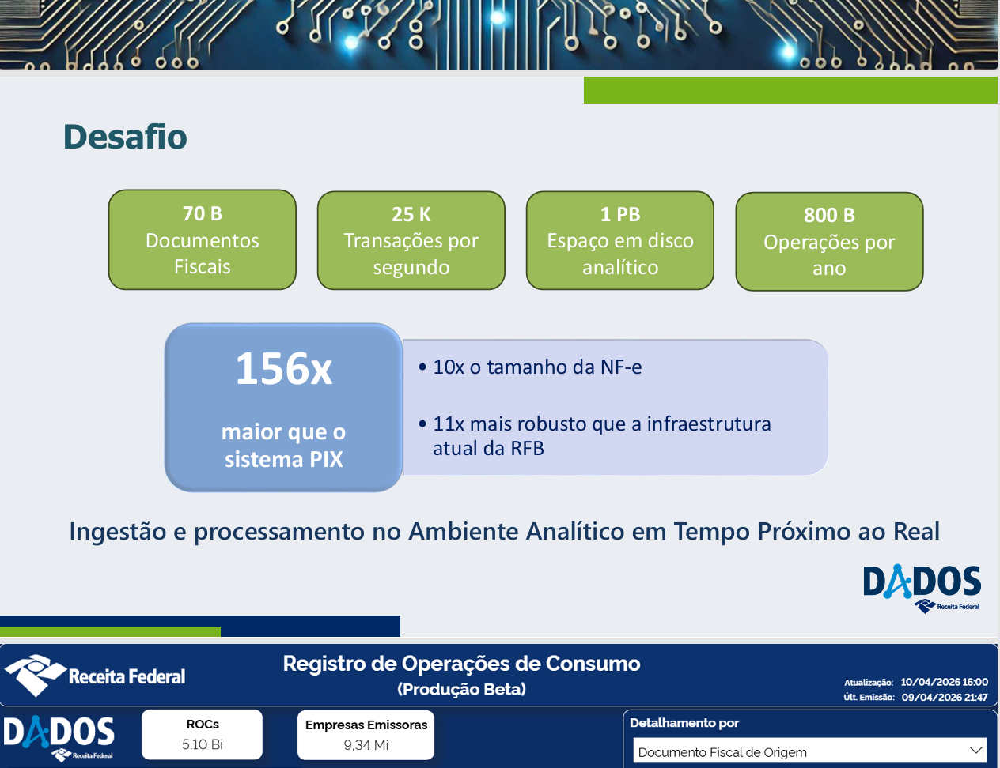 Desafio
70 B
Documentos
Fiscais
25 K
Transações por
segundo
1 PB
Espaço em disco
analítico
800 B
Operações por
ano
156x
maior que o
sistema PIX
• 10x o tamanho da NF-e
• 11x mais robusto que a infraestrutura
atual da RFB
Ingestão e processamento no Ambiente Analítico em Tempo Próximo ao Real
DADOS
Receita Federal
Receita Federal
Registro de Operações de Consumo
(Produção Beta)
Atualização: 10/04/2026 16:00
Últ. Emissão: 09/04/2026 21:47
DADOS
Receita Federal
ROCs
5,10 Bi
Empresas Emissoras
9,34 Mi
Detalhamento por
Documento Fiscal de Origem